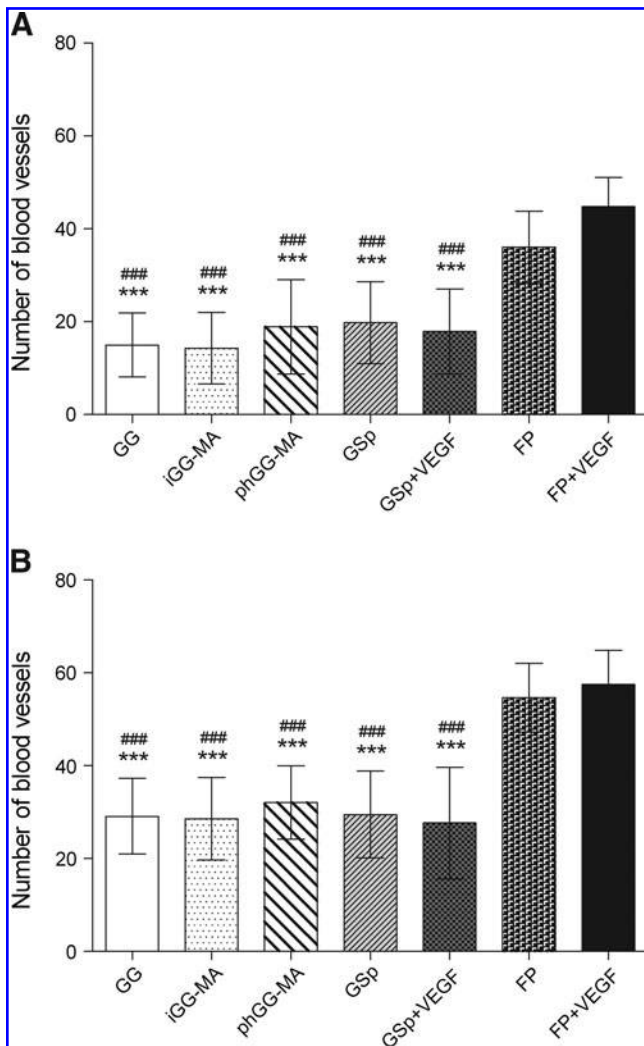 A
Number of blood vessels
80
60
40
20
0
### ### ### ### ###
*** *** *** *** ***
GG iGG-MA phGG-MA GSp GSp+VEGF FP FP+VEGF
B
Number of blood vessels
80
60
40
20
0
### ### ### ### ###
*** *** *** *** ***
GG iGG-MA phGG-MA GSp GSp+VEGF FP FP+VEGF